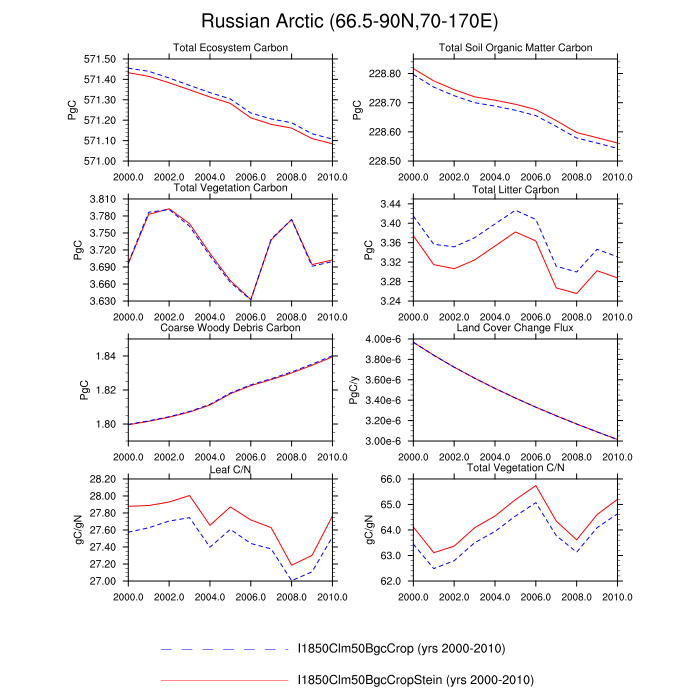 Russian Arctic (66.5-90N,70-170E)
Total Ecosystem Carbon
571.50
571.40
571.30
571.20
571.10
571.00
PgC
2000.0 2002.0 2004.0 2006.0 2008.0 2010.0
Total Soil Organic Matter Carbon
228.80
228.70
228.60
228.50
PgC
2000.0 2002.0 2004.0 2006.0 2008.0 2010.0
Total Vegetation Carbon
3.810
3.780
3.750
3.720
3.690
3.660
3.630
PgC
2000.0 2002.0 2004.0 2006.0 2008.0 2010.0
Total Litter Carbon
3.44
3.40
3.36
3.32
3.28
3.24
PgC
2000.0 2002.0 2004.0 2006.0 2008.0 2010.0
Coarse Woody Debris Carbon
1.84
1.82
1.80
PgC
2000.0 2002.0 2004.0 2006.0 2008.0 2010.0
Land Cover Change Flux
4.00e-6
3.80e-6
3.60e-6
3.40e-6
3.20e-6
3.00e-6
PgC/y
2000.0 2002.0 2004.0 2006.0 2008.0 2010.0
Leaf C/N
28.20
28.00
27.80
27.60
27.40
27.20
27.00
gC/gN
2000.0 2002.0 2004.0 2006.0 2008.0 2010.0
Total Vegetation C/N
66.0
65.0
64.0
63.0
62.0
gC/gN
2000.0 2002.0 2004.0 2006.0 2008.0 2010.0
I1850Clm50BgcCrop (yrs 2000-2010)
I1850Clm50BgcCropStein (yrs 2000-2010)